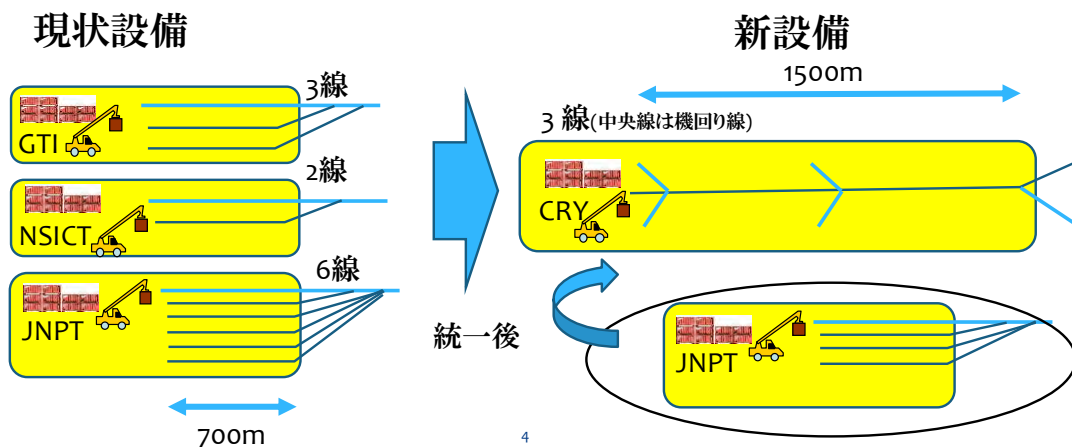 現状設備
3線
GTI
2線
NSICT
6線
JNPT
700m
統一後
新設備
1500m
3 線(中央線は機回り線)
CRY
JNPT
4